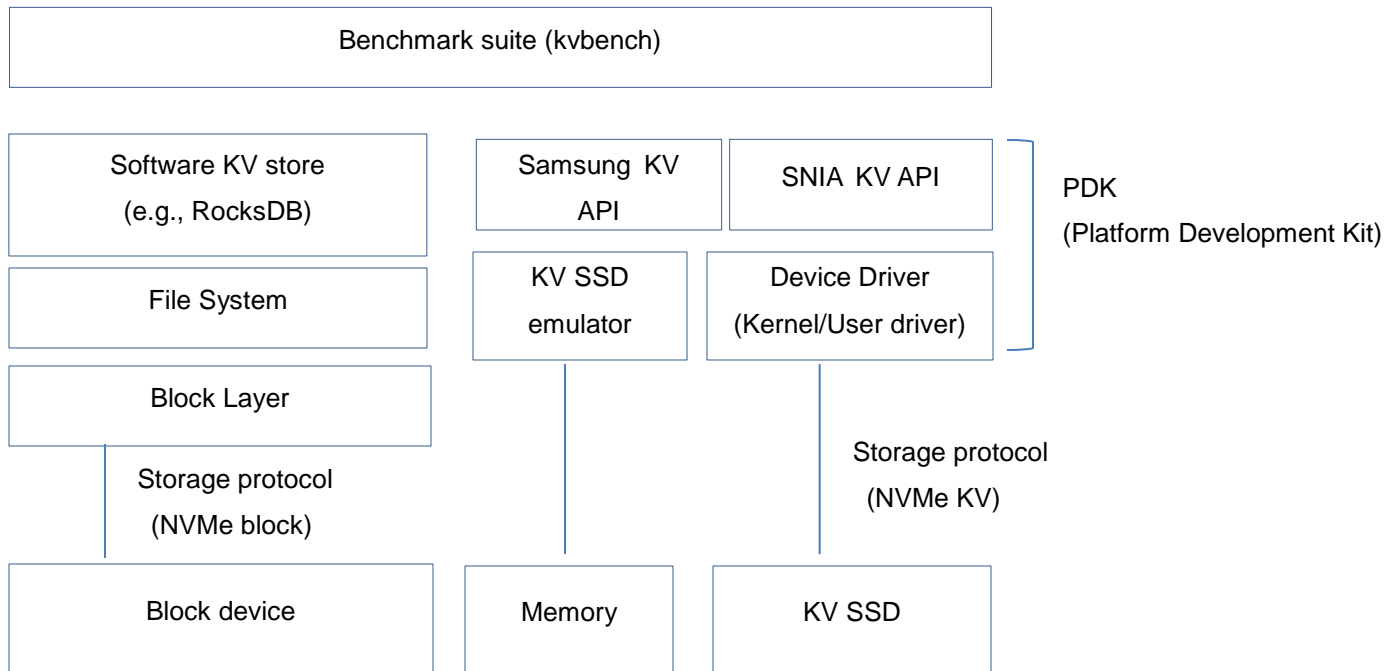 Benchmark suite (kvbench)
Software KV store
(e.g., RocksDB)
Samsung KV
API
SNIA KV API
PDK
(Platform Development Kit)
File System
KV SSD
emulator
Device Driver
(Kernel/User driver)
Block Layer
Storage protocol
(NVMe block)
Storage protocol
(NVMe KV)
Block device
Memory
KV SSD